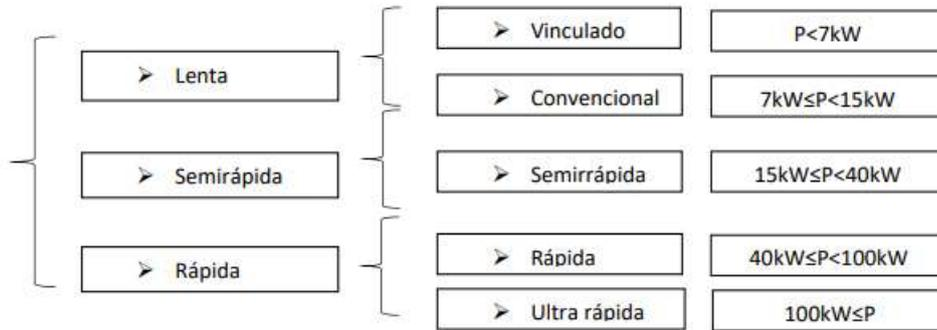 ➢ Vinculado
P<7kW
➢ Lenta
➢ Convencional
7kW≤P<15kW
➢ Semirápida
➢ Semirrápida
15kW≤P<40kW
➢ Rápida
➢ Rápida
40kW≤P<100kW
➢ Ultra rápida
100kW≤P